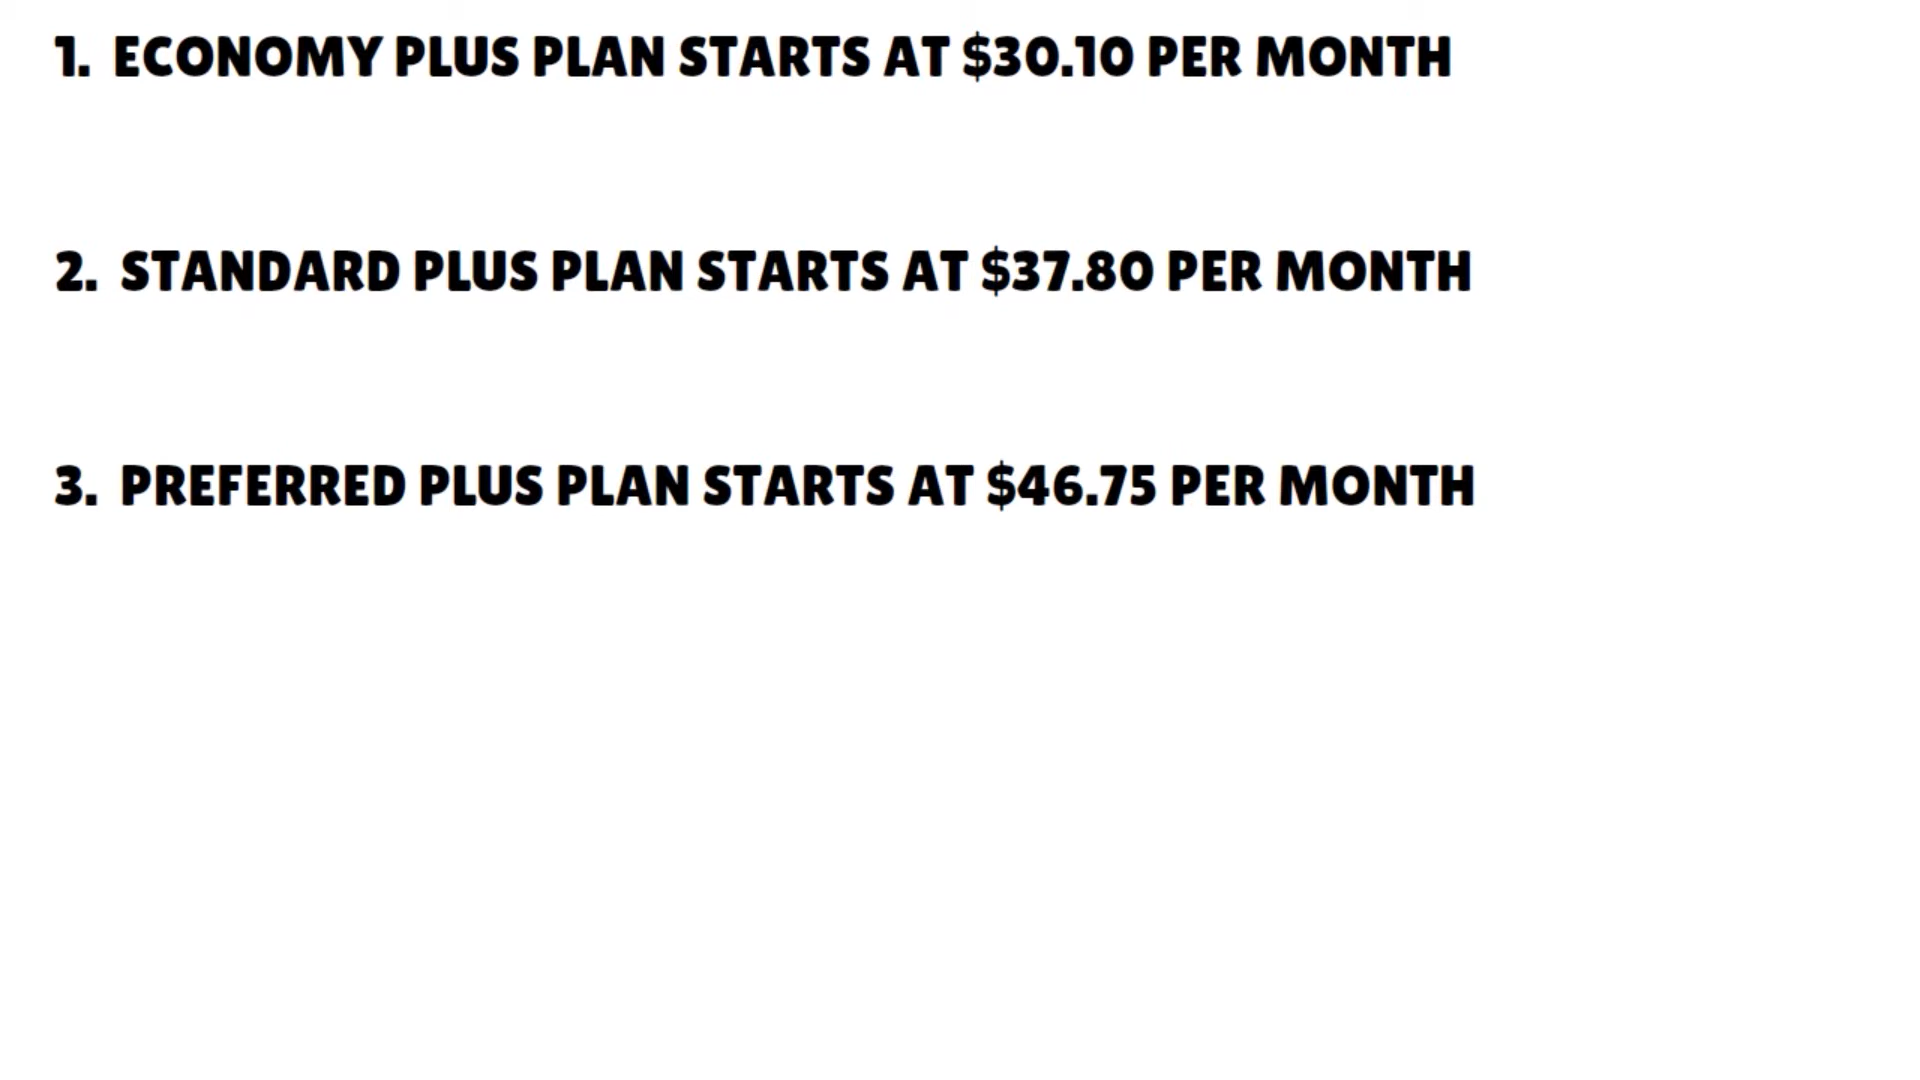 1. ECONOMY PLUS PLAN STARTS AT $30.10 PER MONTH
2. STANDARD PLUS PLAN STARTS AT $37.80 PER MONTH
3. PREFERRED PLUS PLAN STARTS AT $46.75 PER MONTH